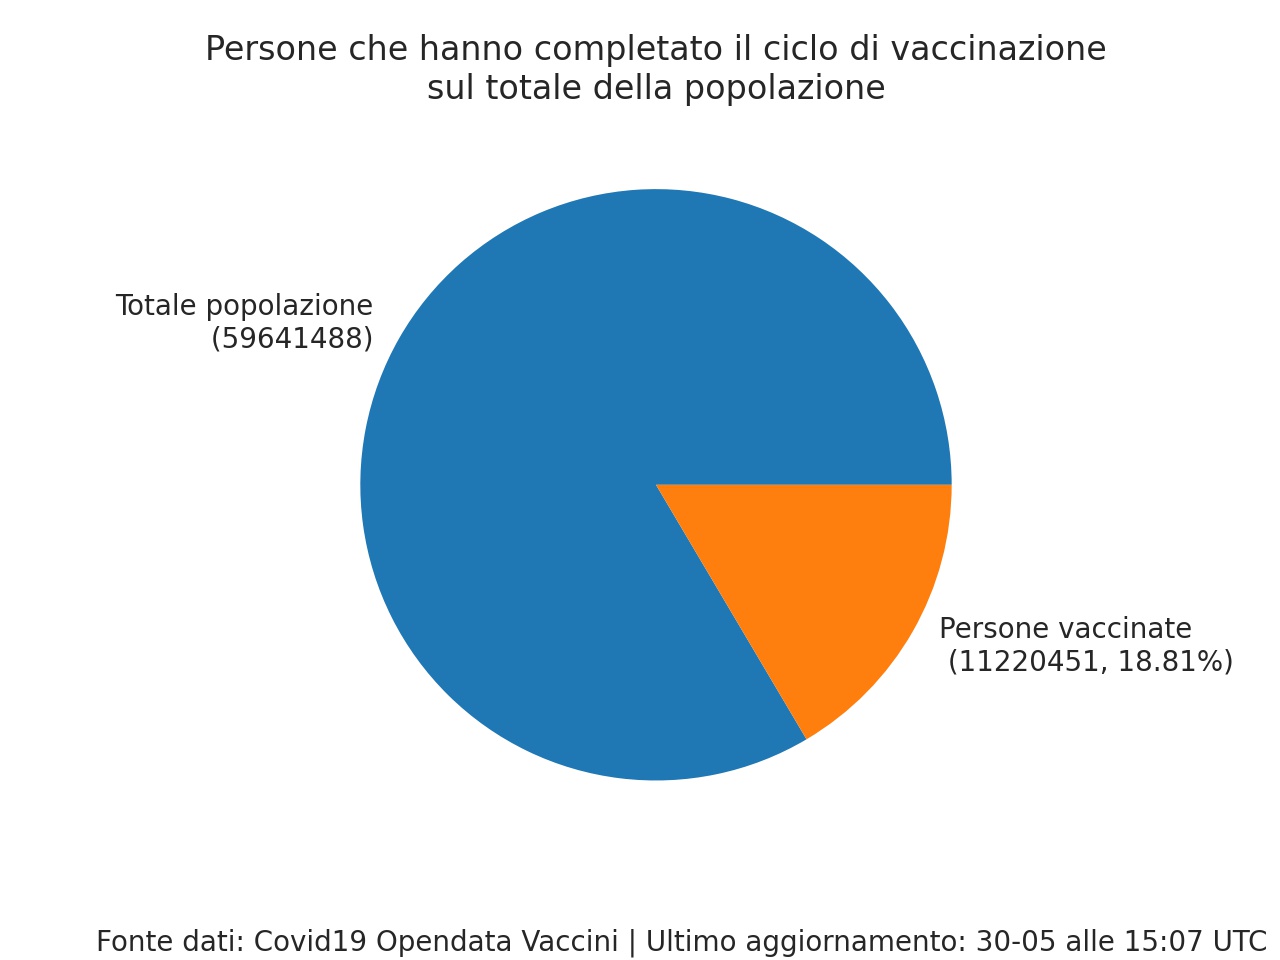 Persone che hanno completato il ciclo di vaccinazione
sul totale della popolazione
Totale popolazione
(59641488)
Persone vaccinate
(11220451, 18.81%)
Fonte dati: Covid19 Opendata Vaccini | Ultimo aggiornamento: 30-05 alle 15:07 UTC